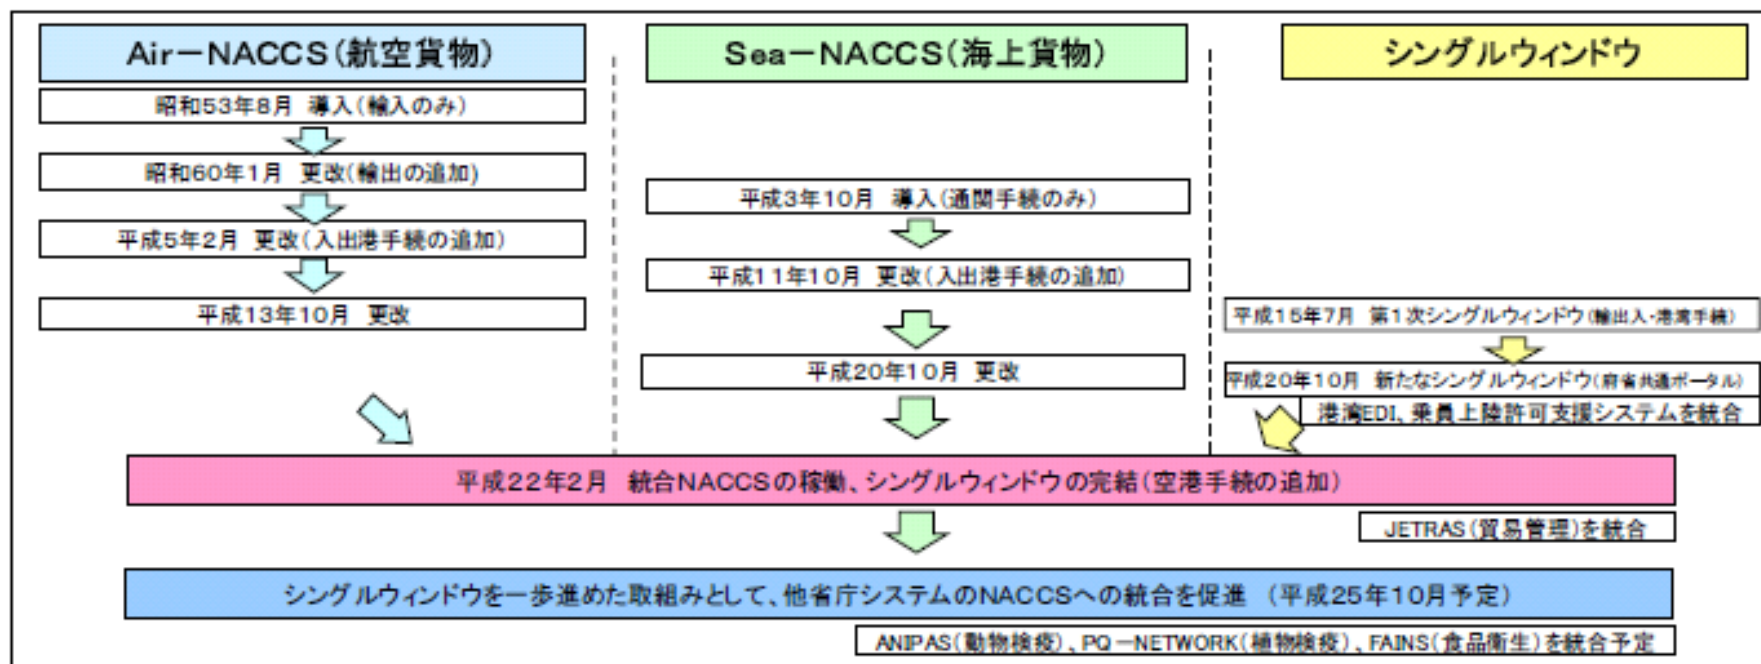 Air－NACCS(航空貨物)
昭和53年8月 導入(輸入のみ)
昭和60年1月 更改(輸出の追加)
平成5年2月 更改(入出港手続の追加)
平成13年10月 更改
Sea－NACCS(海上貨物)
平成3年10月 導入(通関手続のみ)
平成11年10月 更改(入出港手続の追加)
平成20年10月 更改
シングルウィンドウ
平成15年7月 第1次シングルウィンドウ(輸出入・港湾手続)
平成20年10月 新たなシングルウィンドウ(府省共通ポータル)
港湾EDI、乗員上陸許可支援システムを統合
平成22年2月 統合NACCSの稼働、シングルウィンドウの完結(空港手続の追加)
JETRAS(貿易管理)を統合
シングルウィンドウを一歩進めた取組みとして、他省庁システムのNACCSへの統合を促進 (平成25年10月予定)
ANIPAS(動物検疫)、PQ－NETWORK(植物検疫)、FAINS(食品衛生)を統合予定